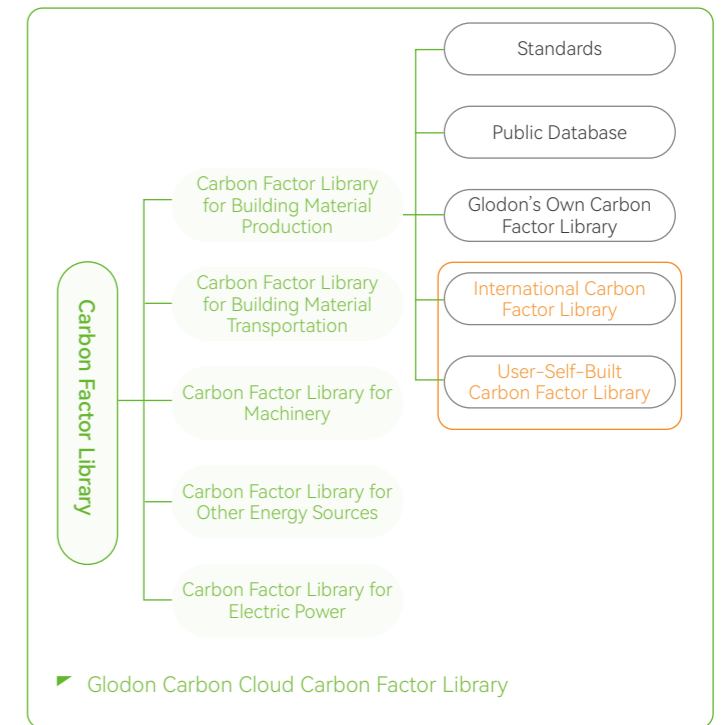 Carbon Factor Library
Carbon Factor Library
for Building Material
Production
Carbon Factor Library
for Building Material
Transportation
Carbon Factor Library for
Machinery
Carbon Factor Library for
Other Energy Sources
Carbon Factor Library for
Electric Power
Standards
Public Database
Glodon’s Own Carbon
Factor Library
International Carbon
Factor Library
User-Self-Built
Carbon Factor Library
Glodon Carbon Cloud Carbon Factor Library